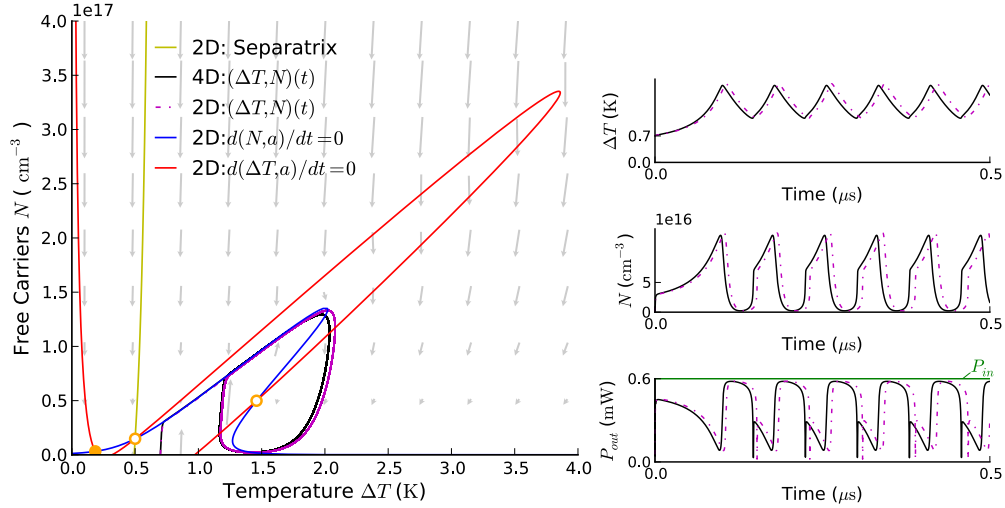 1e17
4.0
3.5
3.0
2.5
2.0
1.5
1.0
0.5
0.0
Free Carriers N ( cm⁻³ )
2D: Separatrix
4D:(ΔT,N)(t)
2D:(ΔT,N)(t)
2D:d(N,a)/dt=0
2D:d(ΔT,a)/dt=0
0.0 0.5 1.0 1.5 2.0 2.5 3.0 3.5 4.0
Temperature ΔT (K)
ΔT (K)
0.7
0.0
0.0 0.5
Time (μs)
1e16
N (cm⁻³)
5
0.0 0.5
Time (μs)
P_in
P_out (mW)
0.6
0.0
0.0 0.5
Time (μs)